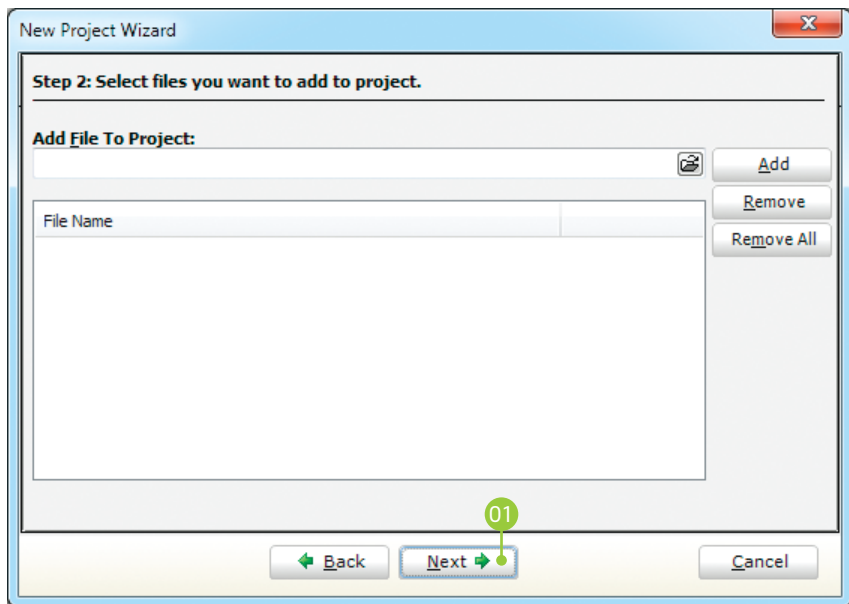 New Project Wizard
Step 2: Select files you want to add to project.
Add File To Project:
Add
Remove
File Name
Remove All
01
Back
Next
Cancel